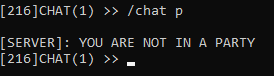 [216]CHAT(1) >> /chat p
[SERVER]: YOU ARE NOT IN A PARTY
[216]CHAT(1) >> _